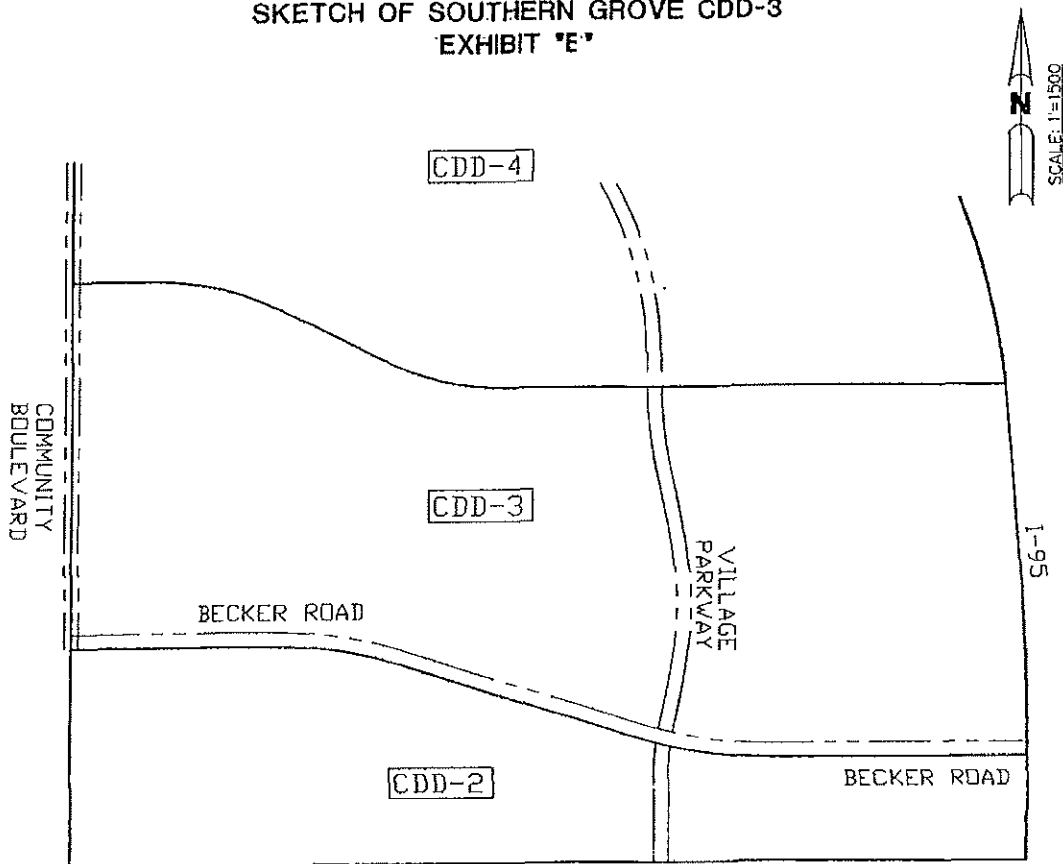 SKETCH OF SOUTHERN GROVE CDD-3
EXHIBIT "E"
N
SCALE: 1"=1500
CDD-4
COMMUNITY
BOULEVARD
CDD-3
I-95
VILLAGE
PARKWAY
BECKER ROAD
CDD-2
BECKER ROAD